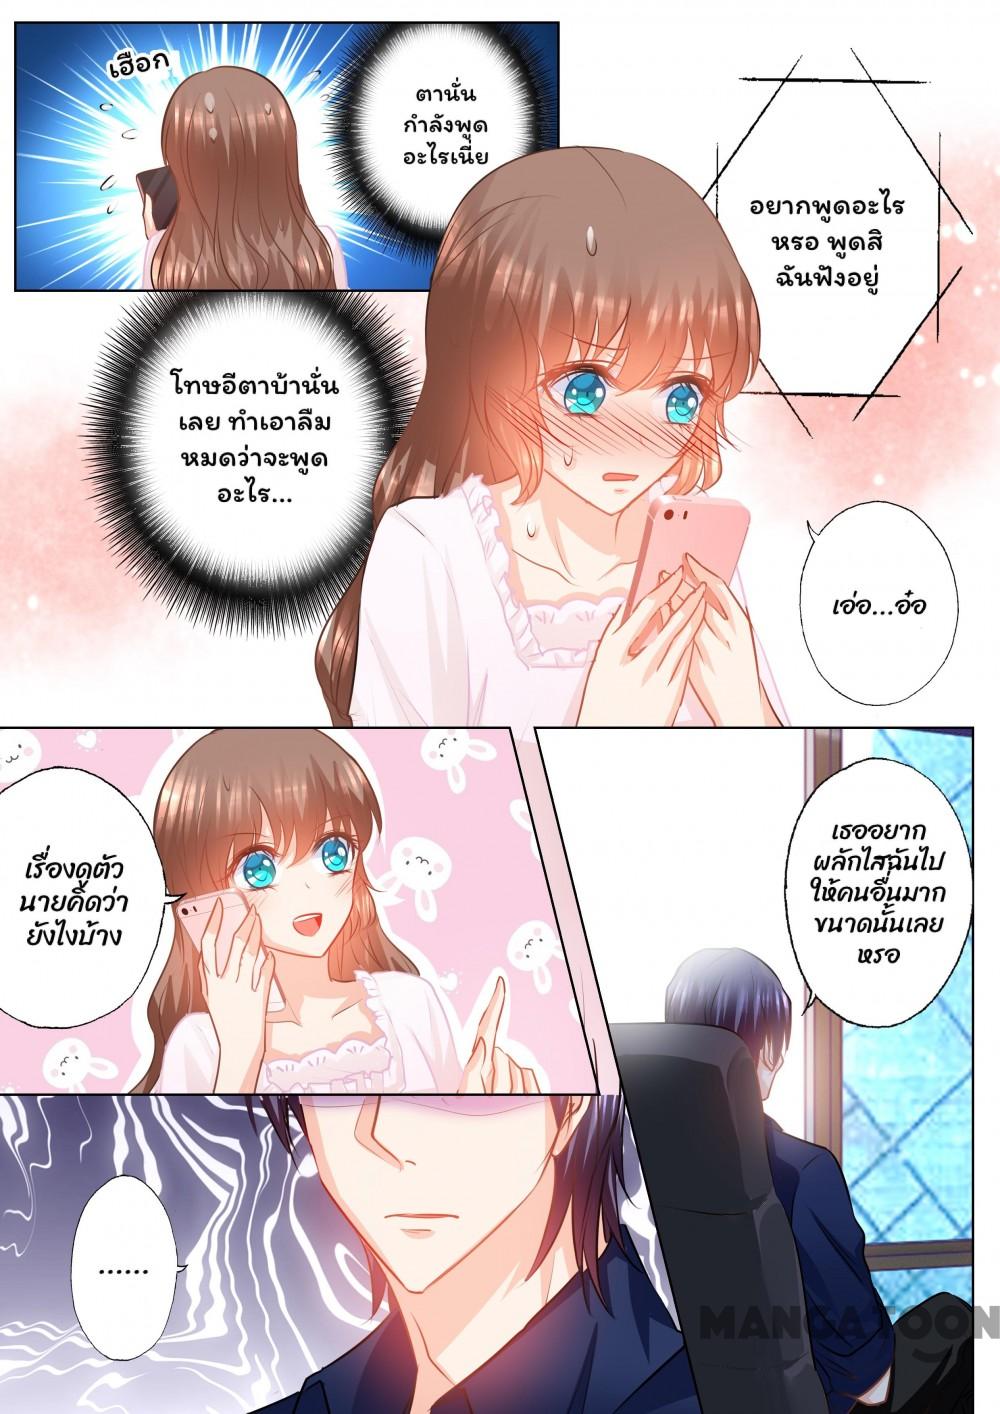 เฮือก
ตานั่น
กำลังพูด
อะไรเนี่ย
อยากพูดอะไร
หรอ พูดสิ
ฉันฟังอยู่
โทษอีตาบ้านั่น
เลย ทำเอาลืม
หมดว่าจะพูด
อะไร...
เอ่อ...อ๋อ
เรื่องดูตัว
นายคิดว่า
ยังไงบ้าง
เธออยาก
ผลักไสฉันไป
ให้คนอื่นมาก
ขนาดนั้นเลย
หรอ
......
MANGATOON